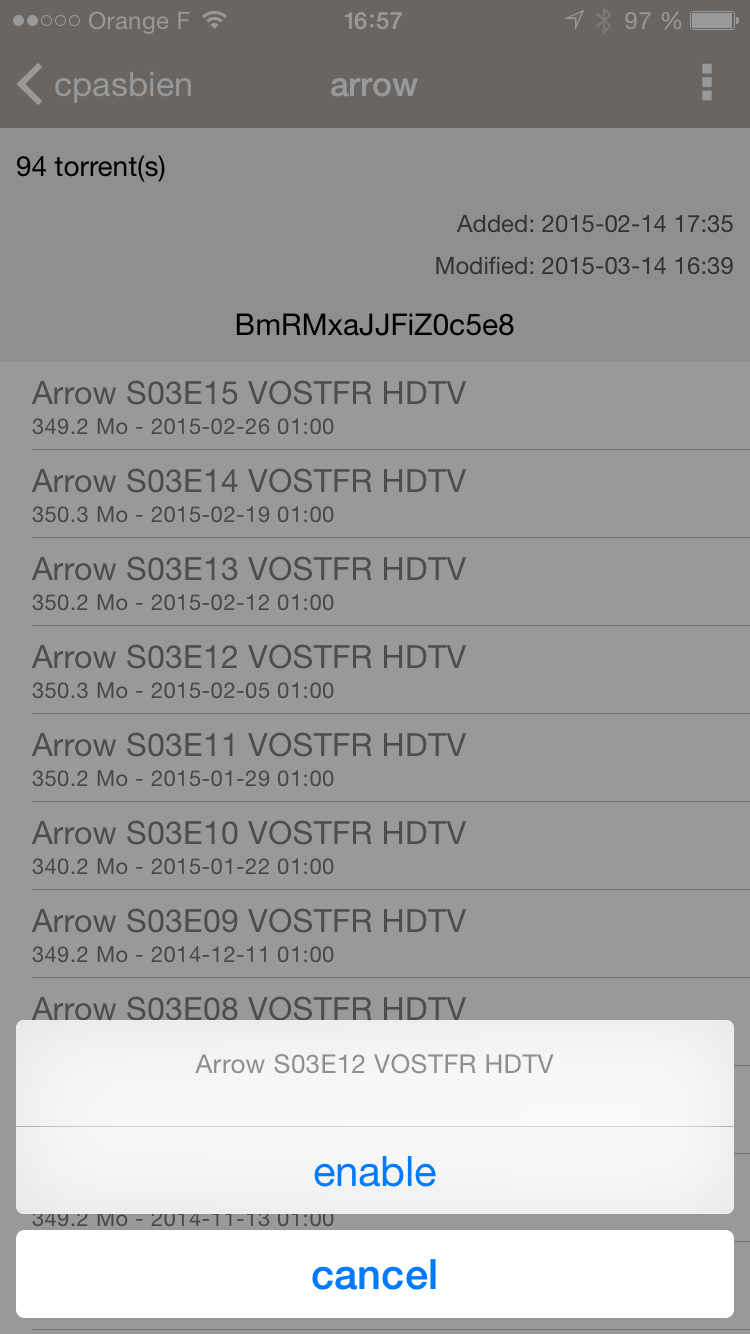 Orange F 16:57 97 %
cpasbien arrow
94 torrent(s)
Added: 2015-02-14 17:35
Modified: 2015-03-14 16:39
BmRMxaJJFiZ0c5e8
Arrow S03E15 VOSTFR HDTV
349.2 Mo - 2015-02-26 01:00
Arrow S03E14 VOSTFR HDTV
350.3 Mo - 2015-02-19 01:00
Arrow S03E13 VOSTFR HDTV
350.2 Mo - 2015-02-12 01:00
Arrow S03E12 VOSTFR HDTV
350.3 Mo - 2015-02-05 01:00
Arrow S03E11 VOSTFR HDTV
350.2 Mo - 2015-01-29 01:00
Arrow S03E10 VOSTFR HDTV
340.2 Mo - 2015-01-22 01:00
Arrow S03E09 VOSTFR HDTV
349.2 Mo - 2014-12-11 01:00
Arrow S03E08 VOSTFR HDTV
Arrow S03E12 VOSTFR HDTV
enable
349.2 Mo - 2014-11-13 01:00
cancel